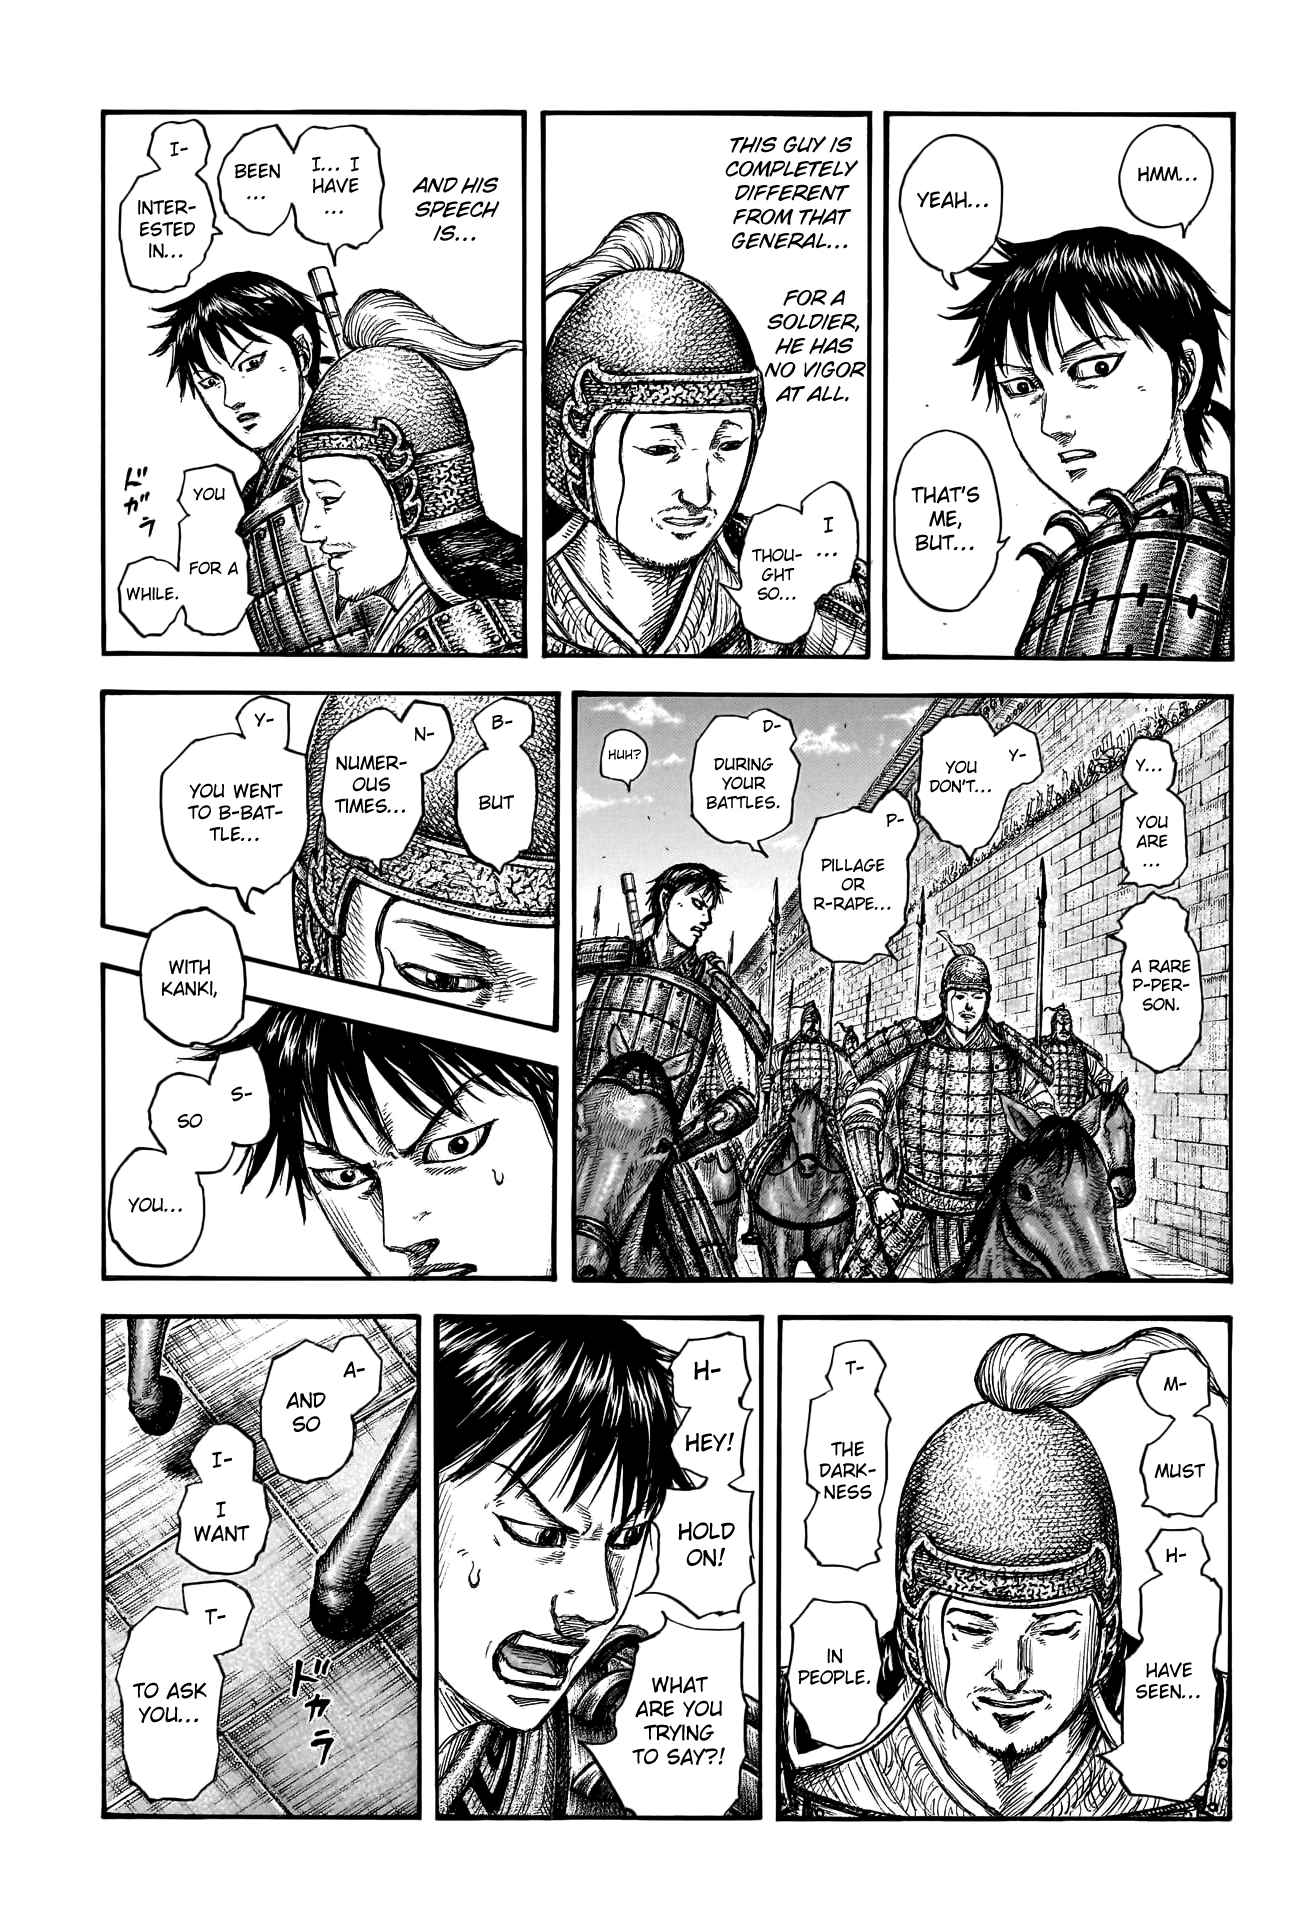 HMM...
YEAH...
THAT'S
ME,
BUT...
THIS GUY IS
COMPLETELY
DIFFERENT
FROM THAT
GENERAL...
FOR A
SOLDIER,
HE HAS
NO VIGOR
AT ALL.
I
...
THOU-
GHT
SO...
AND HIS
SPEECH
IS...
I... I
HAVE
...
BEEN
...
I-
INTER-
ESTED
IN...
YOU
FOR A
WHILE.
ドガラ
Y...
YOU
ARE
...
A RARE
P-PER-
SON.
Y-
YOU
DON'T...
P-
PILLAGE
OR
R-RAPE...
D-
DURING
YOUR
BATTLES.
HUH?
B-
BUT
N-
NUMER-
OUS
TIMES...
Y-
YOU WENT
TO B-BAT-
TLE...
WITH
KANKI,
S-
SO
YOU...
M-
MUST
H-
HAVE
SEEN...
T-
THE
DARK-
NESS
IN
PEOPLE.
H-
HEY!
HOLD
ON!
WHAT
ARE YOU
TRYING
TO SAY?!
A-
AND
SO
I-
I
WANT
T-
TO ASK
YOU...
ドガラ